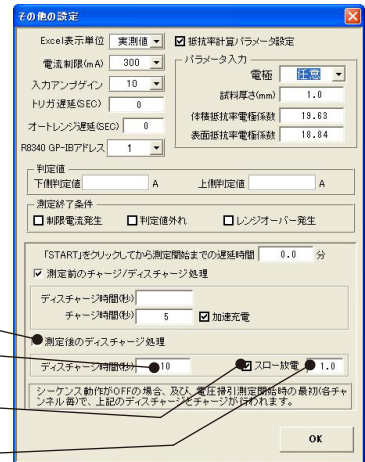 その他の設定
Excel表示単位 実測値
電流制限(mA) 300
入力アンプゲイン 10
トリガ遅延(SEC) 0
オートレンジ遅延(SEC) 0
R8340 GP-IBアドレス 1
抵抗率計算パラメータ設定
パラメータ入力
電極 任意
試料厚さ(mm) 1.0
体積抵抗率電極係数 19.63
表面抵抗率電極係数 18.84
判定値
下側判定値 A 上側判定値 A
測定終了条件
制限電流発生 判定値外れ レンジオーバー発生
「START」をクリックしてから測定開始までの遅延時間 0.0 分
測定前のチャージ/ディスチャージ処理
ディスチャージ時間(秒)
チャージ時間(秒) 5 加速充電
測定後のディスチャージ処理
ディスチャージ時間(秒) 10 スロー放電 1.0
シーケンス動作がOFFの場合、及び、電圧掃引測定開始時の最初(各チャ
ンネル毎)で、上記のディスチャージとチャージが行われます。
OK